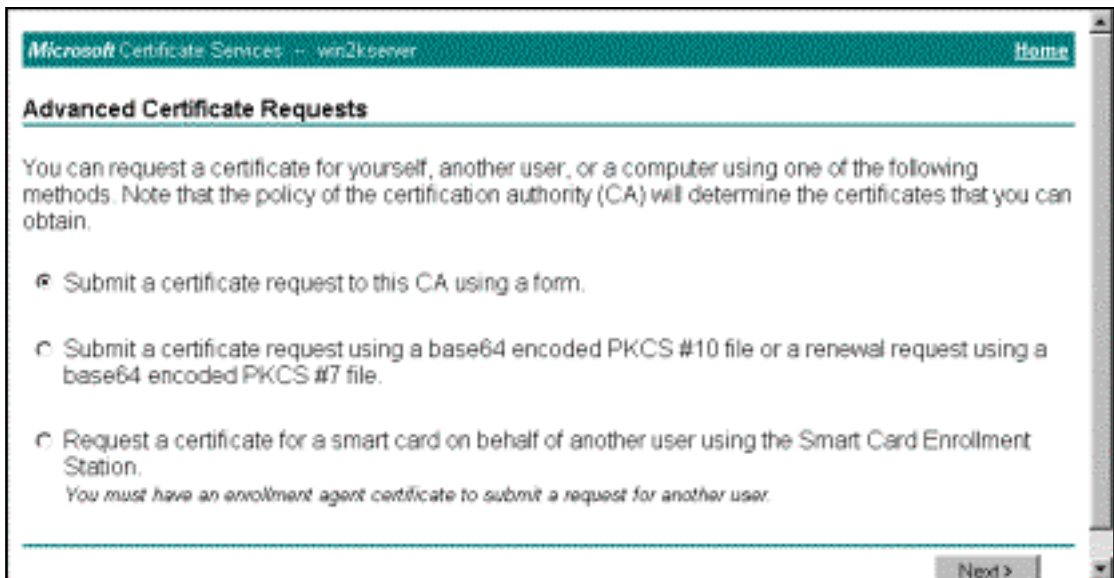 Microsoft Certificate Services -- win2kserver Home
Advanced Certificate Requests
You can request a certificate for yourself, another user, or a computer using one of the following
methods. Note that the policy of the certification authority (CA) will determine the certificates that you can
obtain.
Submit a certificate request to this CA using a form.
Submit a certificate request using a base64 encoded PKCS #10 file or a renewal request using a
base64 encoded PKCS #7 file.
Request a certificate for a smart card on behalf of another user using the Smart Card Enrollment
Station.
You must have an enrollment agent certificate to submit a request for another user.
Next >